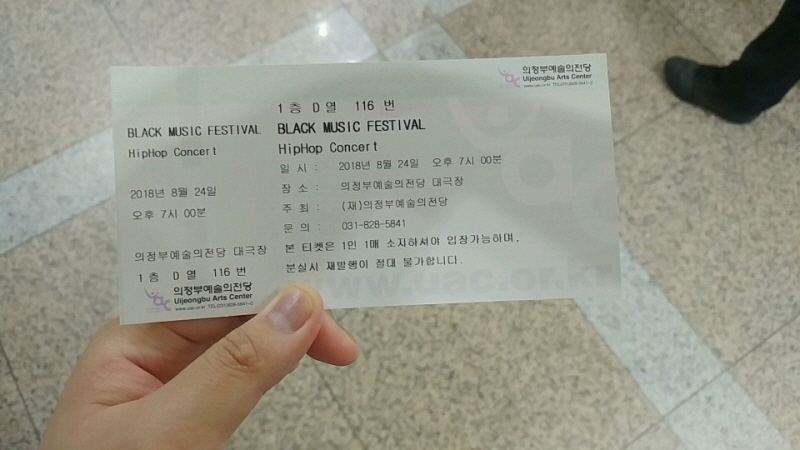 BLACK MUSIC FESTIVAL
HipHop Concert
2018년 8월 24일
오후 7시 00분
의정부예술의전당 대극장
1 층 D 열 116 번
의정부예술의전당
Uijeongbu Arts Center
의정부예술의전당
Uijeongbu Arts Center
1 층 D 열 116 번
BLACK MUSIC FESTIVAL
HipHop Concert
일 시 : 2018년 8월 24일 오후 7시 00분
장 소 : 의정부예술의전당 대극장
주 최 : (재)의정부예술의전당
문 의 : 031-828-5841
본 티켓은 1인 1매 소지하셔야 입장가능하며,
분실시 재발행이 절대 불가합니다.